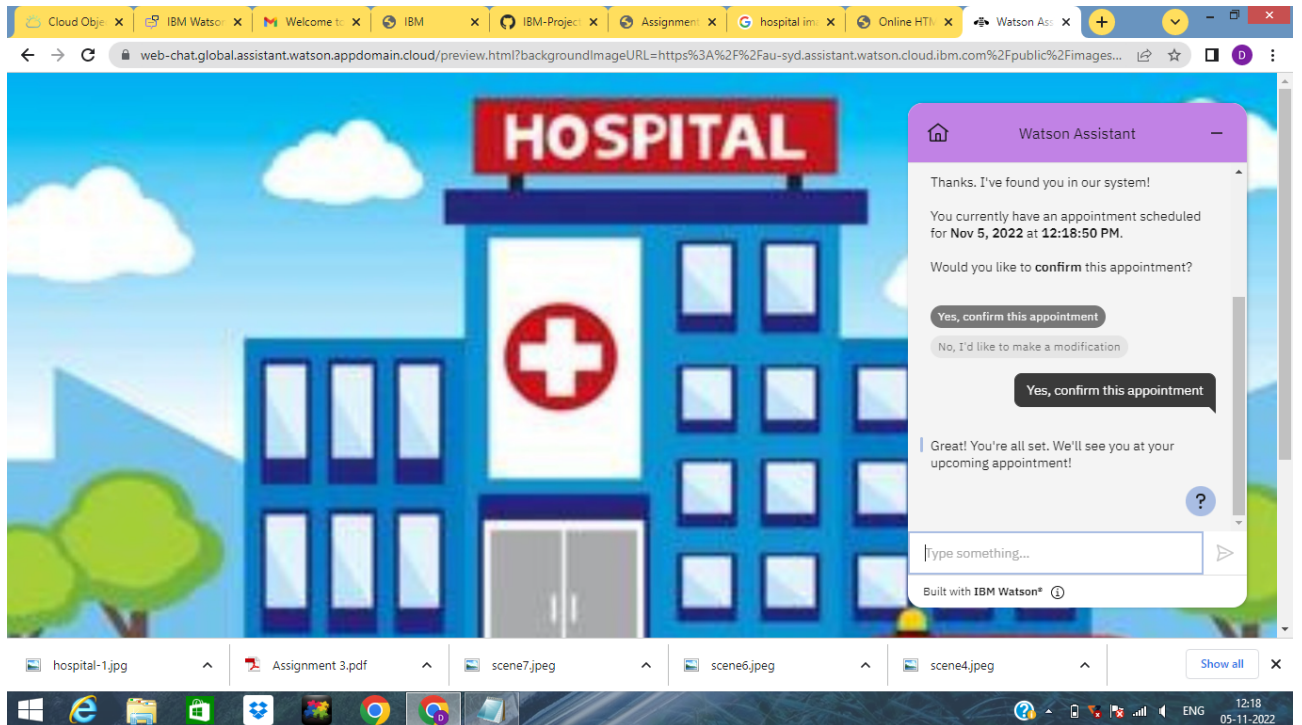 Cloud Obje
IBM Watson
Welcome to
IBM
IBM-Project
Assignment
hospital ima
Online HTM
Watson Ass
web-chat.global.assistant.watson.appdomain.cloud/preview.html?backgroundImageURL=https%3A%2F%2Fau-syd.assistant.watson.cloud.ibm.com%2Fpublic%2Fimages...
D
HOSPITAL
Watson Assistant
Thanks. I've found you in our system!
You currently have an appointment scheduled
for Nov 5, 2022 at 12:18:50 PM.
Would you like to confirm this appointment?
Yes, confirm this appointment
No, I'd like to make a modification
Yes, confirm this appointment
Great! You're all set. We'll see you at your
upcoming appointment!
?
Type something...
Built with IBM Watson®
hospital-1.jpg
Assignment 3.pdf
scene7.jpeg
scene6.jpeg
scene4.jpeg
Show all
ENG
12:18
05-11-2022